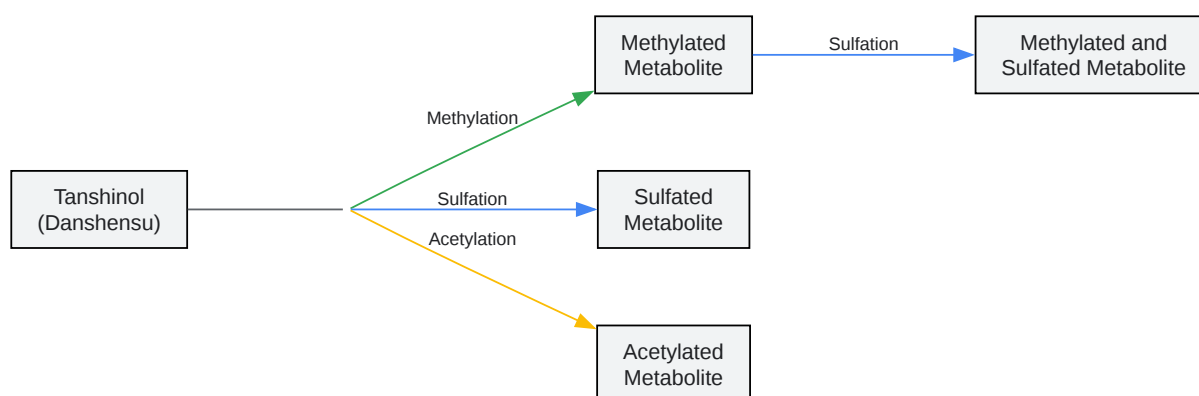 Methylated
Metabolite
Sulfation
Methylated and
Sulfated Metabolite
Methylation
Tanshinol
(Danshensu)
Sulfation
Sulfated
Metabolite
Acetylation
Acetylated
Metabolite